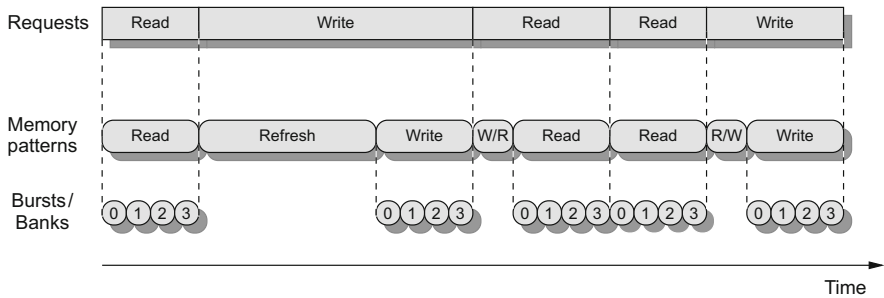 Requests Read Write Read Read Write
Memory
patterns
Read Refresh Write W/R Read Read R/W Write
Bursts/
Banks
0 1 2 3 0 1 2 3 0 1 2 3 0 1 2 3 0 1 2 3
Time